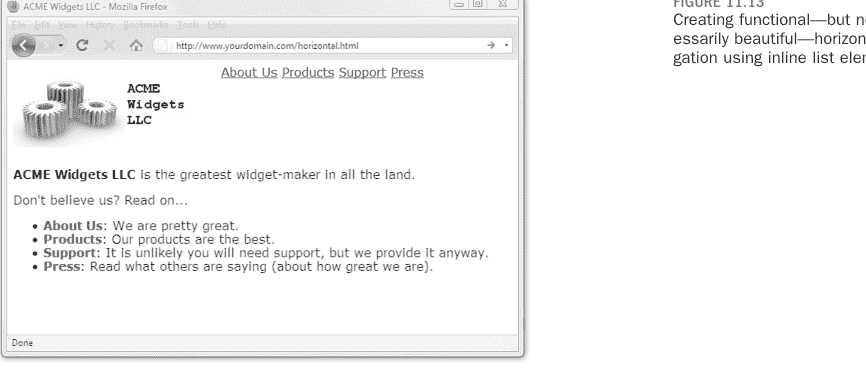 ACME Widgets LLC - Mozilla Firefox
File Edit View History Bookmarks Tools Help
http://www.yourdomain.com/horizontal.html
About Us Products Support Press
ACME
Widgets
LLC
ACME Widgets LLC is the greatest widget-maker in all the land.
Don't believe us? Read on...
• About Us: We are pretty great.
• Products: Our products are the best.
• Support: It is unlikely you will need support, but we provide it anyway.
• Press: Read what others are saying (about how great we are).
Done
FIGURE 11.13
Creating functional—but n
essarily beautiful—horizon
gation using inline list eler